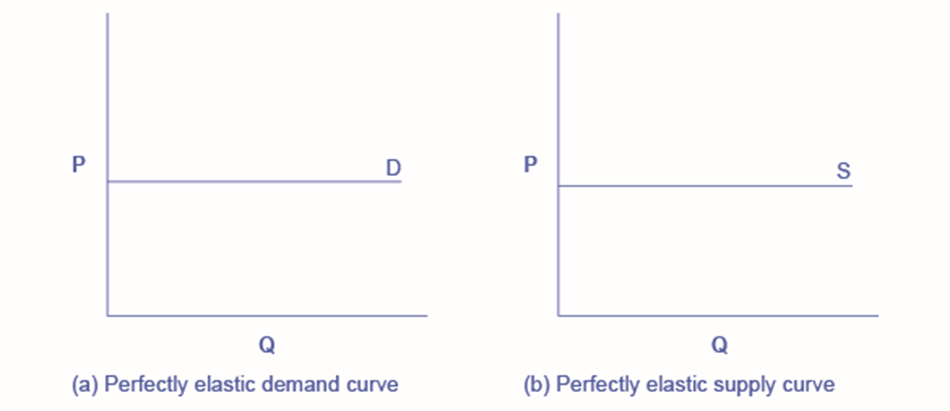 P
D
Q
(a) Perfectly elastic demand curve
P
S
Q
(b) Perfectly elastic supply curve